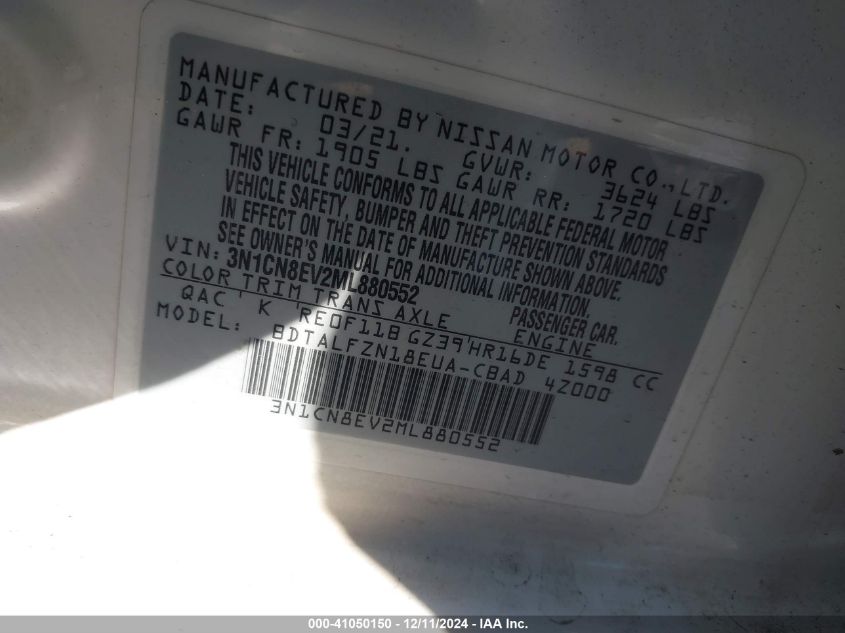 MANUFACTURED BY NISSAN MOTOR CO., LTD.
DATE: 03/21. GVWR: 3624 LBS
GAWR FR: 1905 LBS GAWR RR: 1720 LBS
THIS VEHICLE CONFORMS TO ALL APPLICABLE FEDERAL MOTOR
VEHICLE SAFETY, BUMPER AND THEFT PREVENTION STANDARDS
IN EFFECT ON THE DATE OF MANUFACTURE SHOWN ABOVE.
SEE OWNER'S MANUAL FOR ADDITIONAL INFORMATION.
VIN: 3N1CN8EV2ML880552 PASSENGER CAR.
COLOR TRIM TRANS AXLE ENGINE
QAC ' K 'RE0F11B GZ39'HR16DE 1598 CC
MODEL: BDTALFZN18EUA-CBAD 4Z000
3N1CN8EV2ML880552
000-41050150 - 12/11/2024 - IAA Inc.